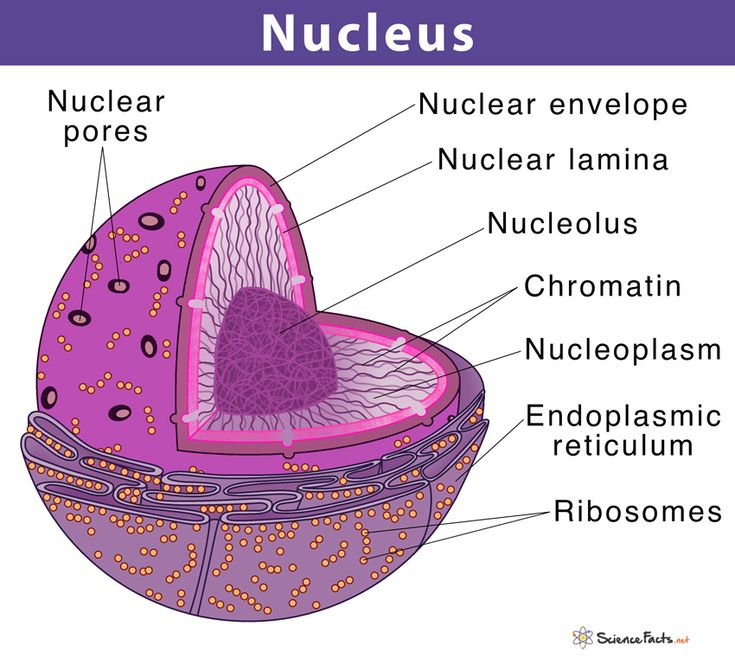 Nucleus
Nuclear
pores
Nuclear envelope
Nuclear lamina
Nucleolus
Chromatin
Nucleoplasm
Endoplasmic
reticulum
Ribosomes
ScienceFacts.net